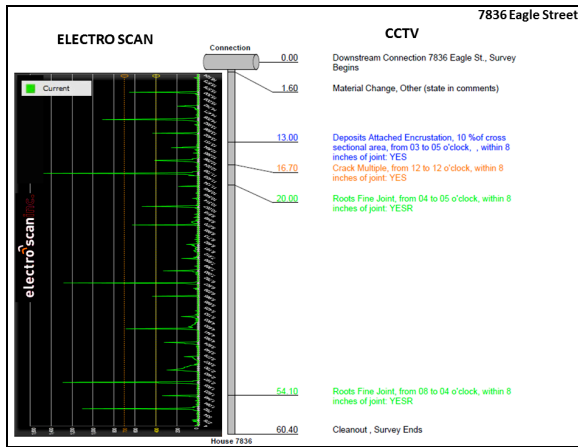 7836 Eagle Street
ELECTRO SCAN
CCTV
Connection
0.00
Downstream Connection 7836 Eagle St., Survey
Begins
Current
1.60
Material Change, Other (state in comments)
13.00
Deposits Attached Encrustation, 10 %of cross
sectional area, from 03 to 05 o'clock, , within 8
inches of joint: YES
16.70
Crack Multiple, from 12 to 12 o'clock, within 8
inches of joint: YES
20.00
Roots Fine Joint, from 04 to 05 o'clock, within 8
inches of joint: YESR
electro scan
54.10
Roots Fine Joint, from 08 to 04 o'clock, within 8
inches of joint: YESR
60.40
Cleanout , Survey Ends
House 7836